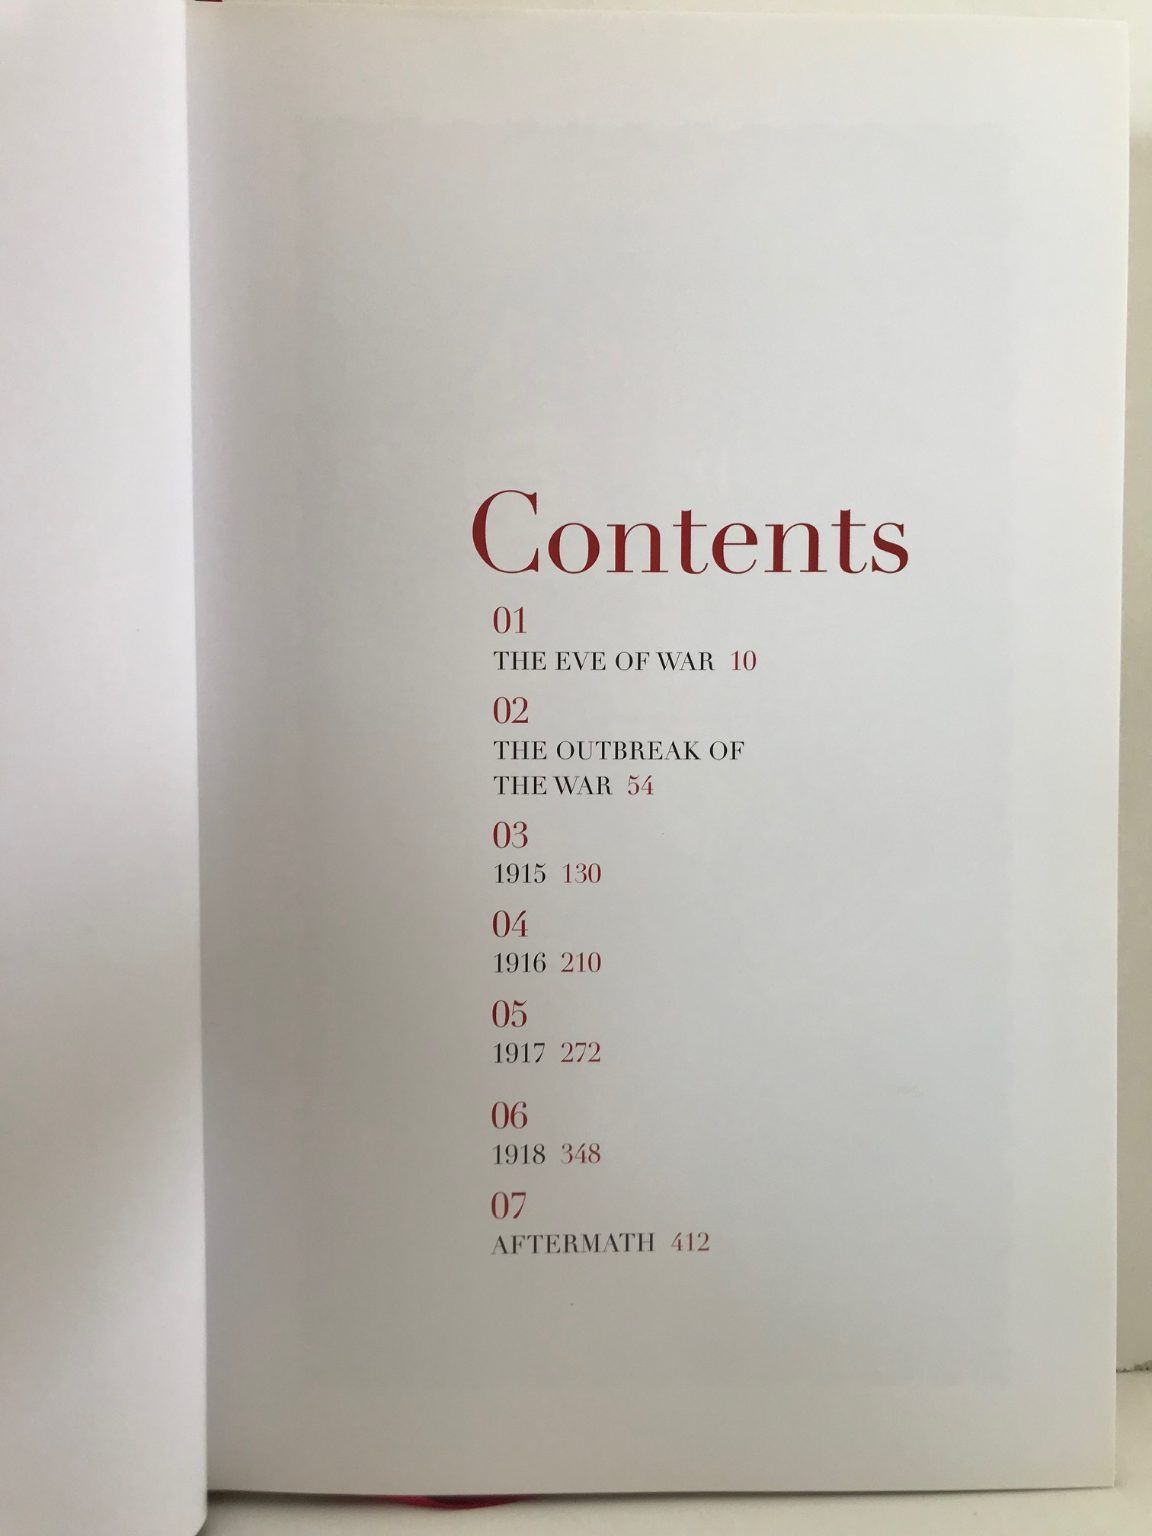 Contents
01
THE EVE OF WAR 10
02
THE OUTBREAK OF
THE WAR 54
03
1915 130
04
1916 210
05
1917 272
06
1918 348
07
AFTERMATH 412